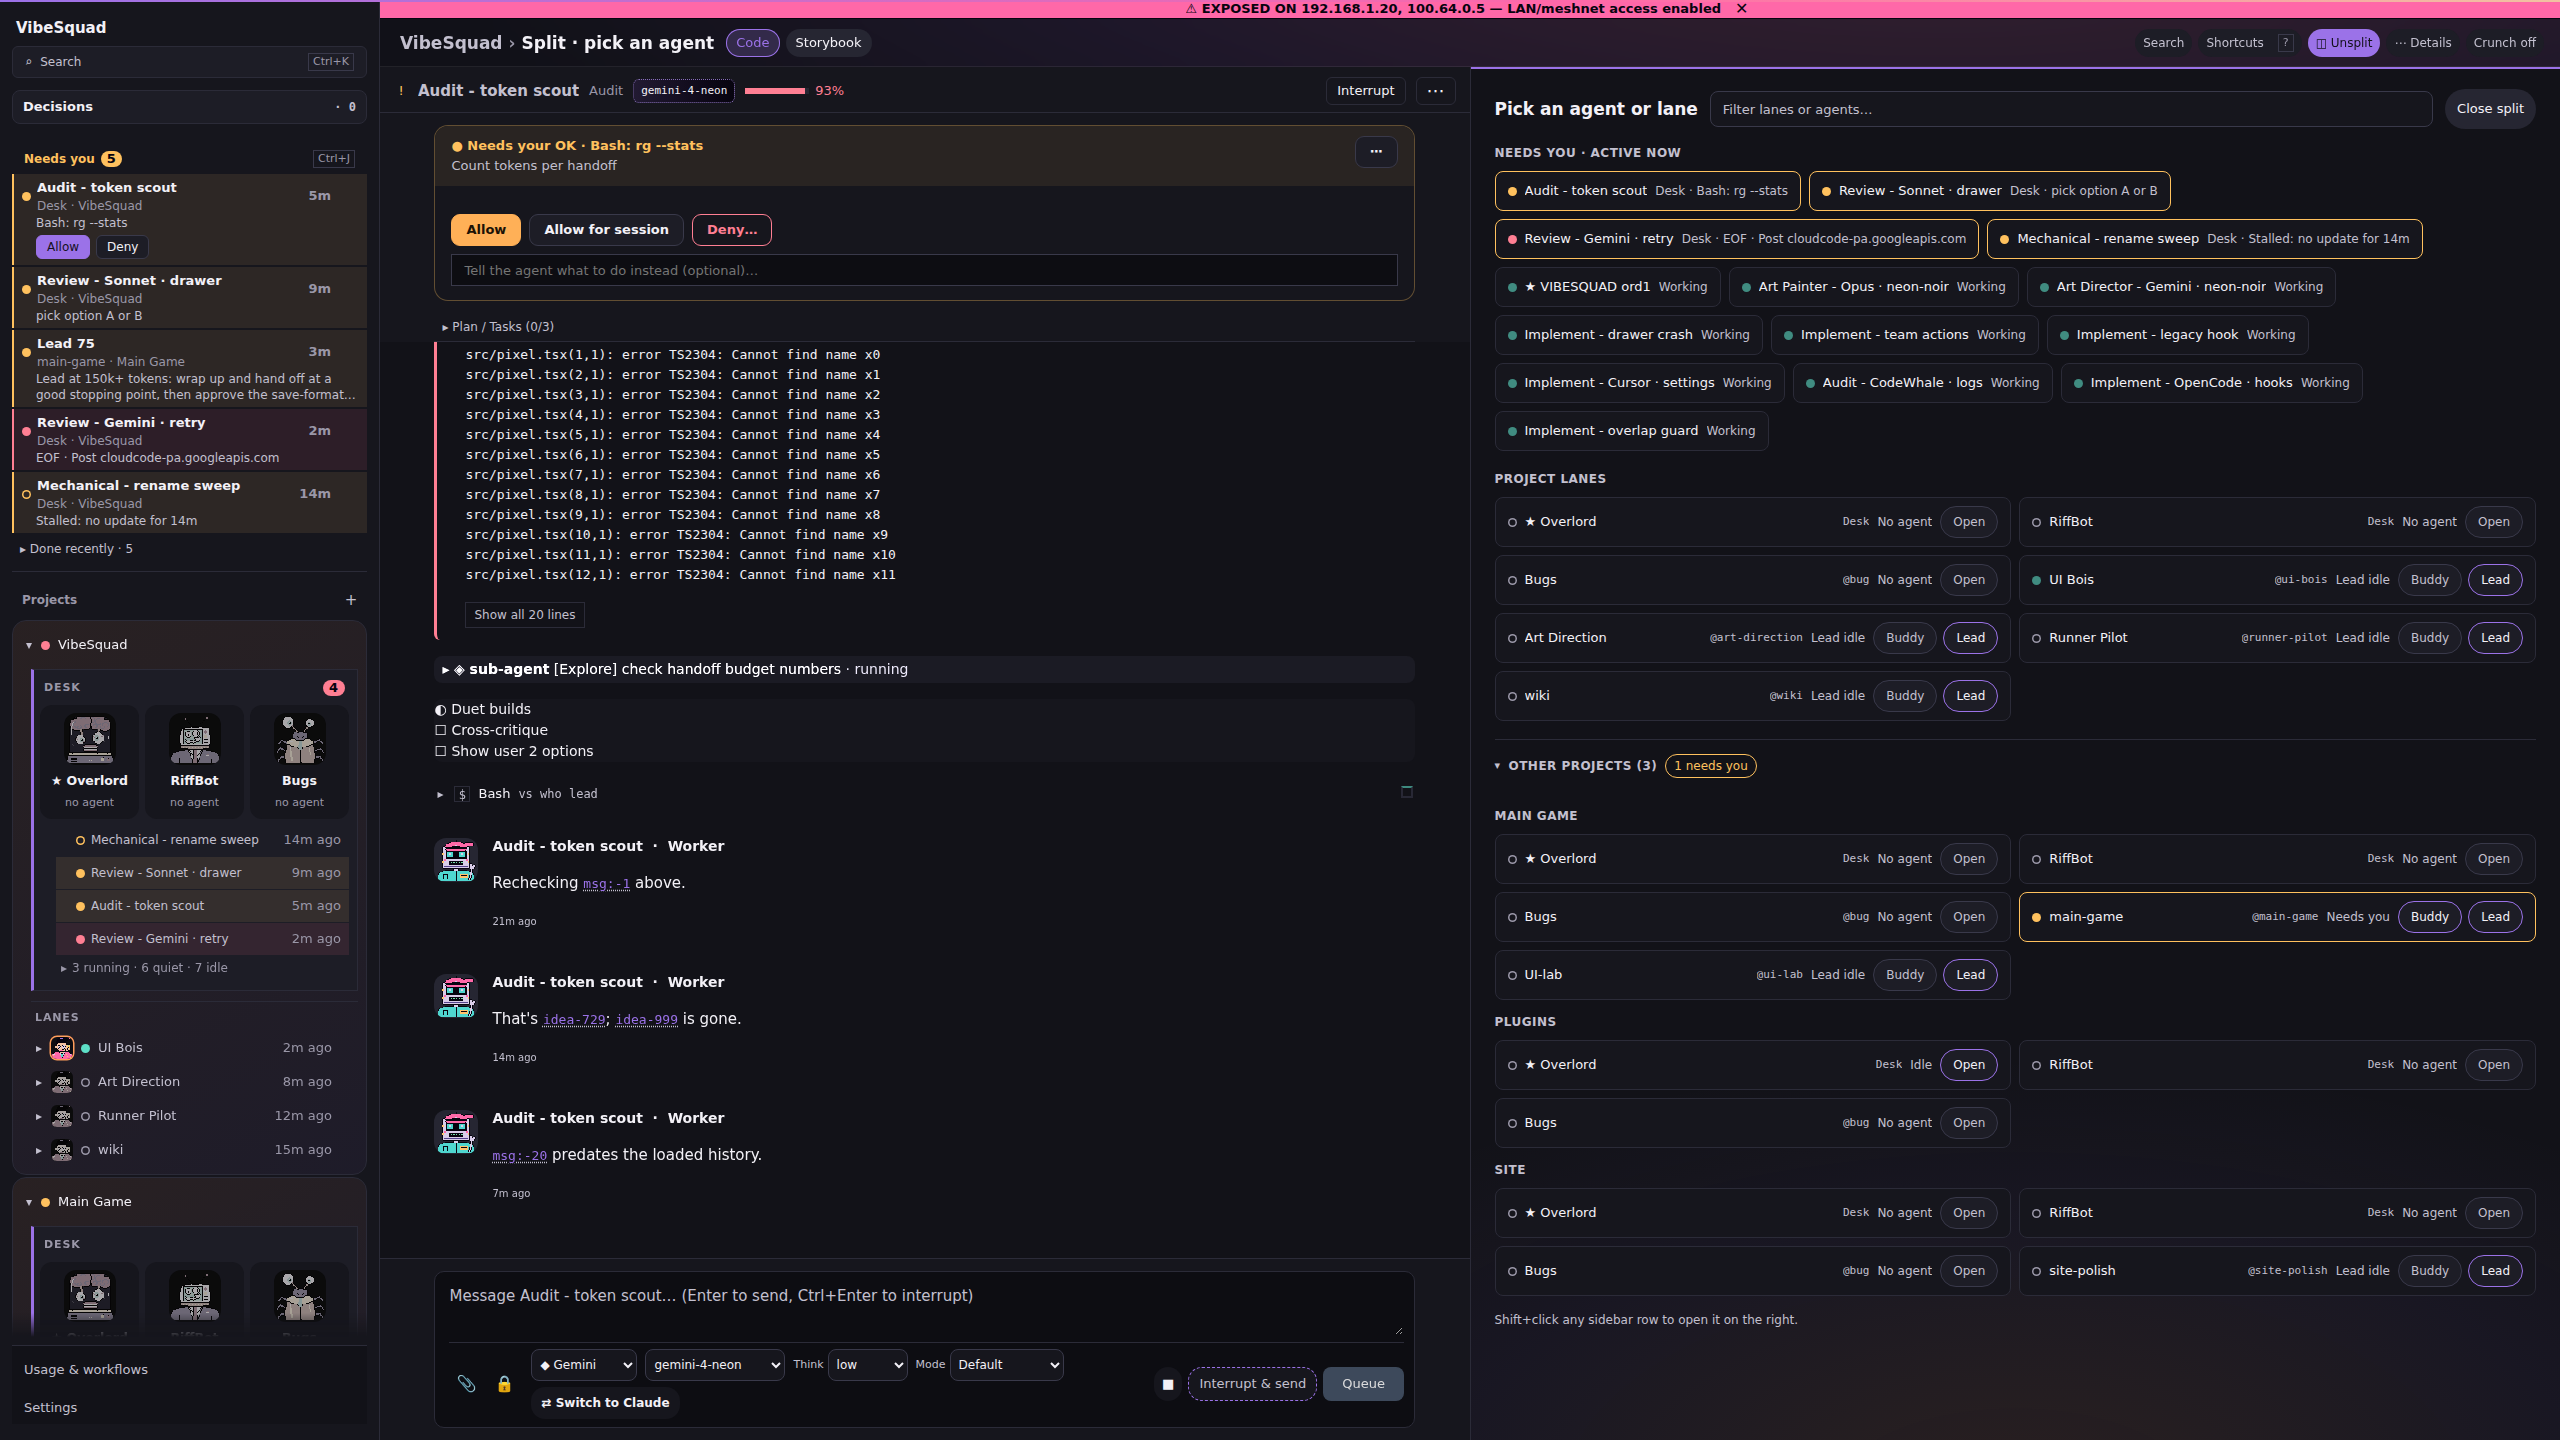 ⚠ EXPOSED ON 192.168.1.20, 100.64.0.5 — LAN/meshnet access enabled ✕
VibeSquad
⌕ Search Ctrl+K
Decisions · 0
Needs you 5 Ctrl+J
Audit - token scout 5m
Desk · VibeSquad
Bash: rg --stats
Allow Deny
Review - Sonnet · drawer 9m
Desk · VibeSquad
pick option A or B
Lead 75 3m
main-game · Main Game
Lead at 150k+ tokens: wrap up and hand off at a
good stopping point, then approve the save-format…
Review - Gemini · retry 2m
Desk · VibeSquad
EOF · Post cloudcode-pa.googleapis.com
Mechanical - rename sweep 14m
Desk · VibeSquad
Stalled: no update for 14m
▸ Done recently · 5
Projects +
▾ VibeSquad
DESK 4
★ Overlord RiffBot Bugs
no agent no agent no agent
Mechanical - rename sweep 14m ago
Review - Sonnet · drawer 9m ago
Audit - token scout 5m ago
Review - Gemini · retry 2m ago
▸ 3 running · 6 quiet · 7 idle
LANES
▸ UI Bois 2m ago
▸ Art Direction 8m ago
▸ Runner Pilot 12m ago
▸ wiki 15m ago
▾ Main Game
DESK
Usage & workflows
Settings
VibeSquad › Split · pick an agent Code Storybook
Search Shortcuts ? ◫ Unsplit ⋯ Details Crunch off
! Audit - token scout Audit gemini-4-neon 93% Interrupt ⋯
● Needs your OK · Bash: rg --stats ⋯
Count tokens per handoff
Allow Allow for session Deny…
Tell the agent what to do instead (optional)…
▸ Plan / Tasks (0/3)
src/pixel.tsx(1,1): error TS2304: Cannot find name x0
src/pixel.tsx(2,1): error TS2304: Cannot find name x1
src/pixel.tsx(3,1): error TS2304: Cannot find name x2
src/pixel.tsx(4,1): error TS2304: Cannot find name x3
src/pixel.tsx(5,1): error TS2304: Cannot find name x4
src/pixel.tsx(6,1): error TS2304: Cannot find name x5
src/pixel.tsx(7,1): error TS2304: Cannot find name x6
src/pixel.tsx(8,1): error TS2304: Cannot find name x7
src/pixel.tsx(9,1): error TS2304: Cannot find name x8
src/pixel.tsx(10,1): error TS2304: Cannot find name x9
src/pixel.tsx(11,1): error TS2304: Cannot find name x10
src/pixel.tsx(12,1): error TS2304: Cannot find name x11
Show all 20 lines
▸ ◈ sub-agent [Explore] check handoff budget numbers · running
◐ Duet builds
☐ Cross-critique
☐ Show user 2 options
▸ $ Bash vs who lead
Audit - token scout · Worker
Rechecking msg:-1 above.
21m ago
Audit - token scout · Worker
That's idea-729; idea-999 is gone.
14m ago
Audit - token scout · Worker
msg:-20 predates the loaded history.
7m ago
Message Audit - token scout… (Enter to send, Ctrl+Enter to interrupt)
◆ Gemini gemini-4-neon Think low Mode Default
⇄ Switch to Claude
■ Interrupt & send Queue
Pick an agent or lane Filter lanes or agents… Close split
NEEDS YOU · ACTIVE NOW
Audit - token scout Desk · Bash: rg --stats Review - Sonnet · drawer Desk · pick option A or B
Review - Gemini · retry Desk · EOF · Post cloudcode-pa.googleapis.com Mechanical - rename sweep Desk · Stalled: no update for 14m
★ VIBESQUAD ord1 Working Art Painter - Opus · neon-noir Working Art Director - Gemini · neon-noir Working
Implement - drawer crash Working Implement - team actions Working Implement - legacy hook Working
Implement - Cursor · settings Working Audit - CodeWhale · logs Working Implement - OpenCode · hooks Working
Implement - overlap guard Working
PROJECT LANES
★ Overlord Desk No agent Open RiffBot Desk No agent Open
Bugs @bug No agent Open UI Bois @ui-bois Lead idle Buddy Lead
Art Direction @art-direction Lead idle Buddy Lead Runner Pilot @runner-pilot Lead idle Buddy Lead
wiki @wiki Lead idle Buddy Lead
▾ OTHER PROJECTS (3) 1 needs you
MAIN GAME
★ Overlord Desk No agent Open RiffBot Desk No agent Open
Bugs @bug No agent Open main-game @main-game Needs you Buddy Lead
UI-lab @ui-lab Lead idle Buddy Lead
PLUGINS
★ Overlord Desk Idle Open RiffBot Desk No agent Open
Bugs @bug No agent Open
SITE
★ Overlord Desk No agent Open RiffBot Desk No agent Open
Bugs @bug No agent Open site-polish @site-polish Lead idle Buddy Lead
Shift+click any sidebar row to open it on the right.